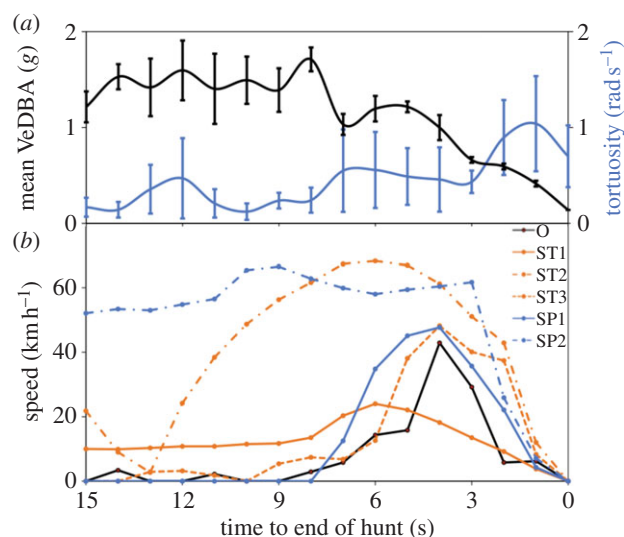 (a)
2
1
0
mean VeDBA (g)
2
1
0
tortuosity (rad s⁻¹)
(b)
60
40
20
0
speed (km h⁻¹)
O
ST1
ST2
ST3
SP1
SP2
15 12 9 6 3 0
time to end of hunt (s)